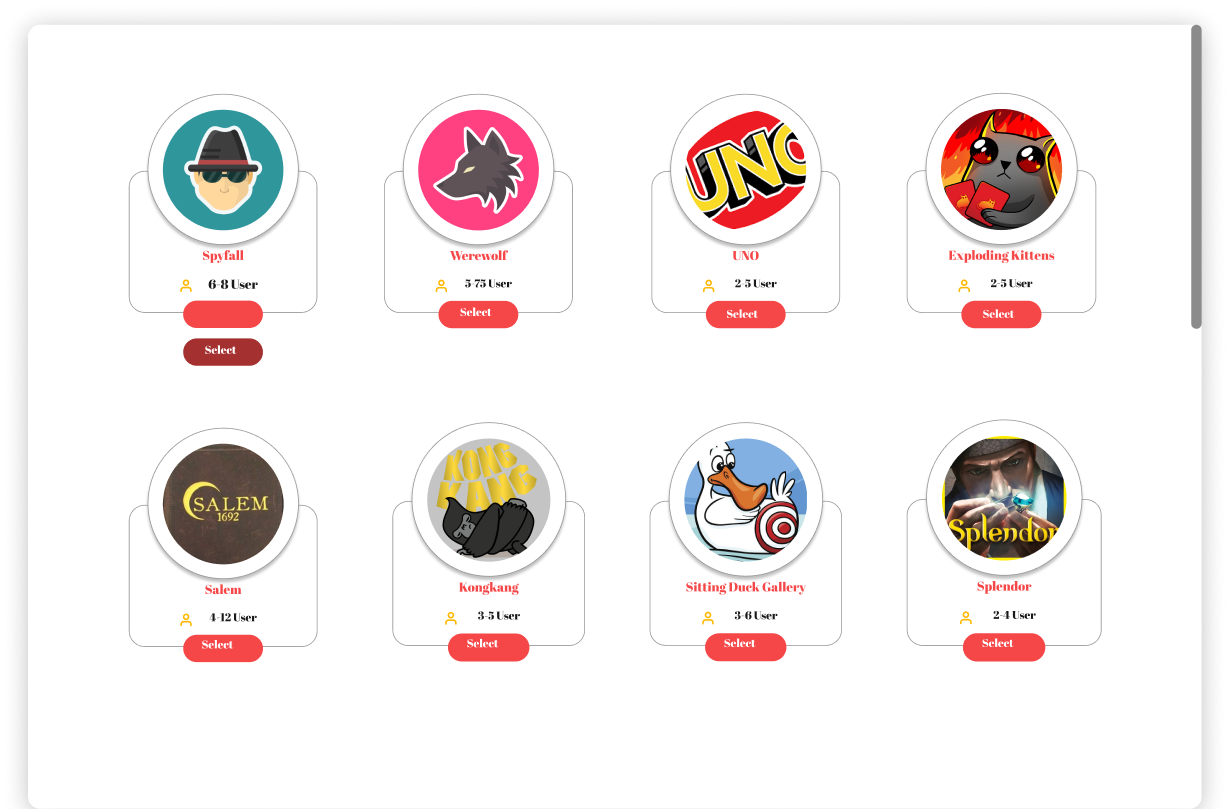 UNO
Spyfall
Werewolf
UNO
Exploding Kittens
6-8 User
5-75 User
2-5 User
2-5 User
Select
Select
Select
Select
SALEM
1692
KONG
KANG
Splendor
Salem
Kongkang
Sitting Duck Gallery
Splendor
4-12 User
3-5 User
3-6 User
2-4 User
Select
Select
Select
Select